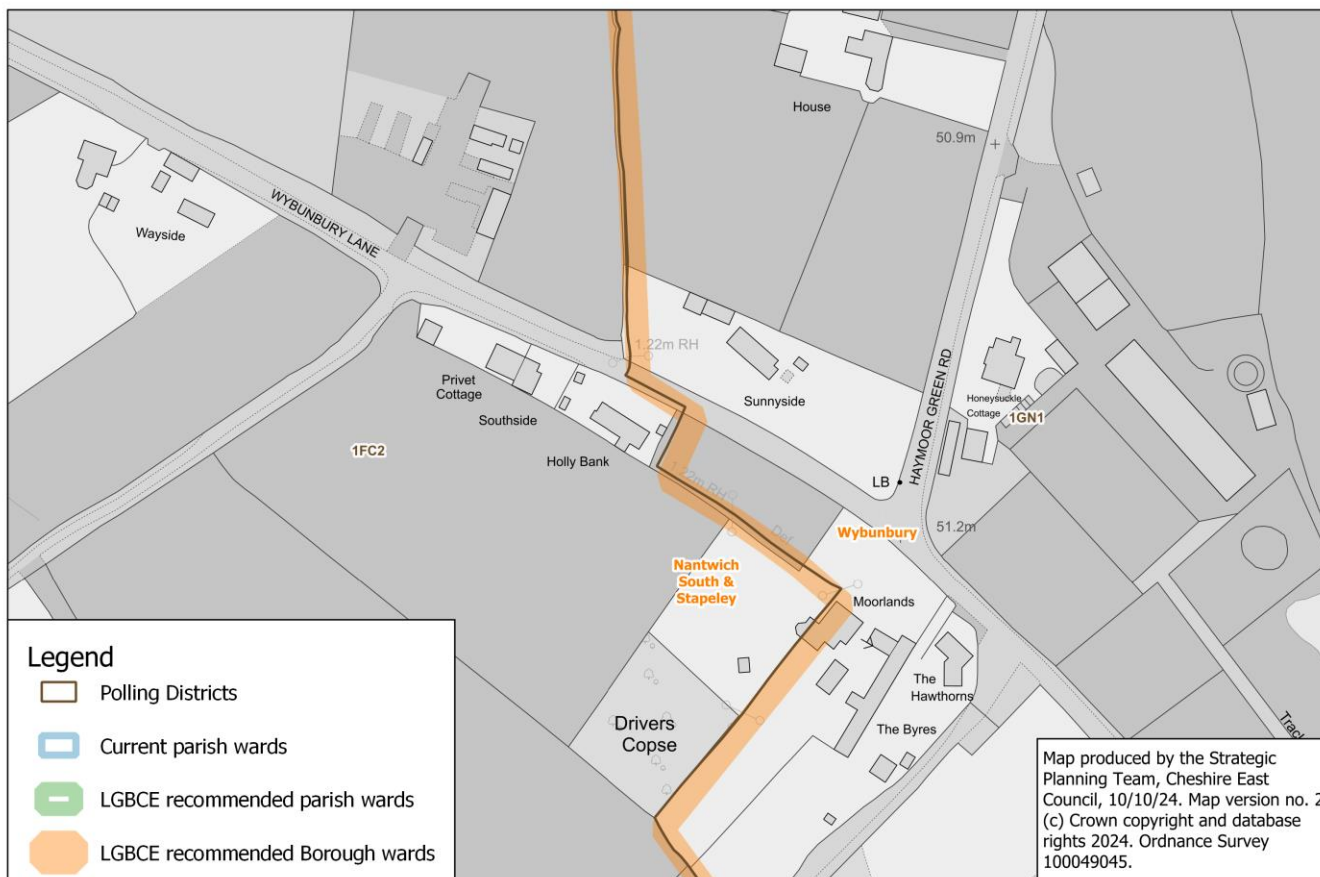 House
50.9m
WYBUNBURY LANE
Wayside
1.22m RH
Privet
Cottage
Sunnyside
HAYMOOR GREEN RD
Honeysuckle
Cottage
1GN1
Southside
1FC2
Holly Bank
1.22m RH
LB
51.2m
Def
Wybunbury
Nantwich
South &
Stapeley
Moorlands
The
Hawthorns
Drivers
Copse
The Byres
Track
Legend
Polling Districts
Current parish wards
LGBCE recommended parish wards
LGBCE recommended Borough wards
Map produced by the Strategic
Planning Team, Cheshire East
Council, 10/10/24. Map version no. 2
(c) Crown copyright and database
rights 2024. Ordnance Survey
100049045.